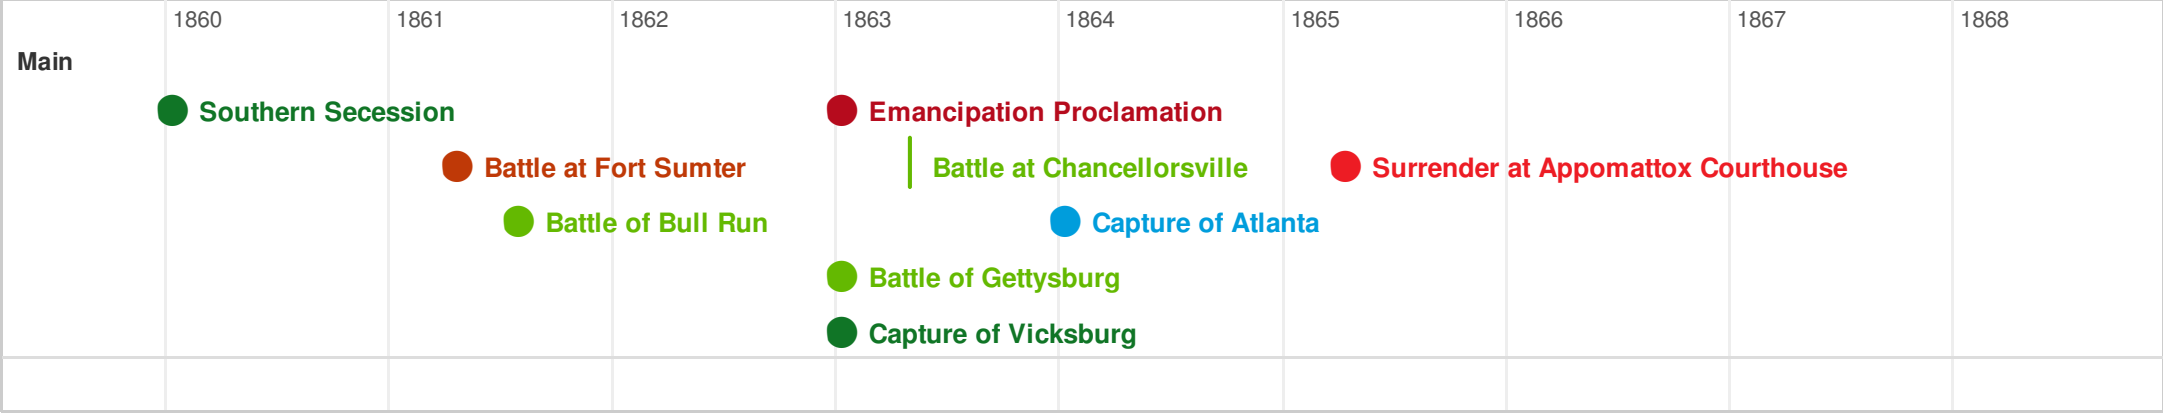 1860 1861 1862 1863 1864 1865 1866 1867 1868
Main
Southern Secession Emancipation Proclamation
Battle at Fort Sumter Battle at Chancellorsville Surrender at Appomattox Courthouse
Battle of Bull Run Capture of Atlanta
Battle of Gettysburg
Capture of Vicksburg